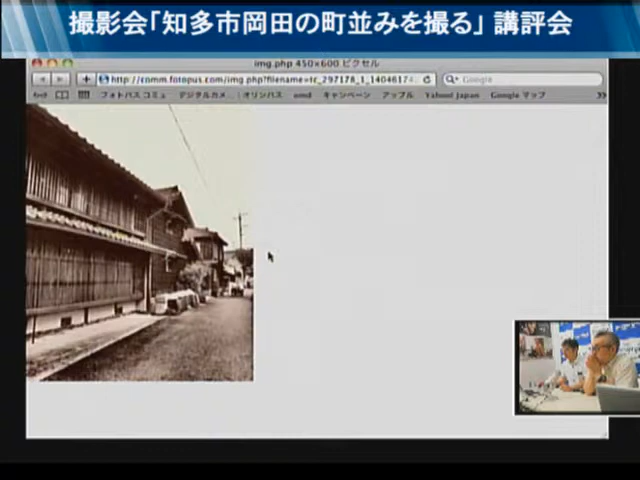 撮影会「知多市岡田の町並みを撮る」 講評会
img.php 450×600 ピクセル
http://comm.fotopus.com/img.php?filename=tc_297178_1_1404617 Google
フォトパス コミュ デジタルカメ オリンパス amd キャンペーン アップル Yahoo! Japan Google マップ